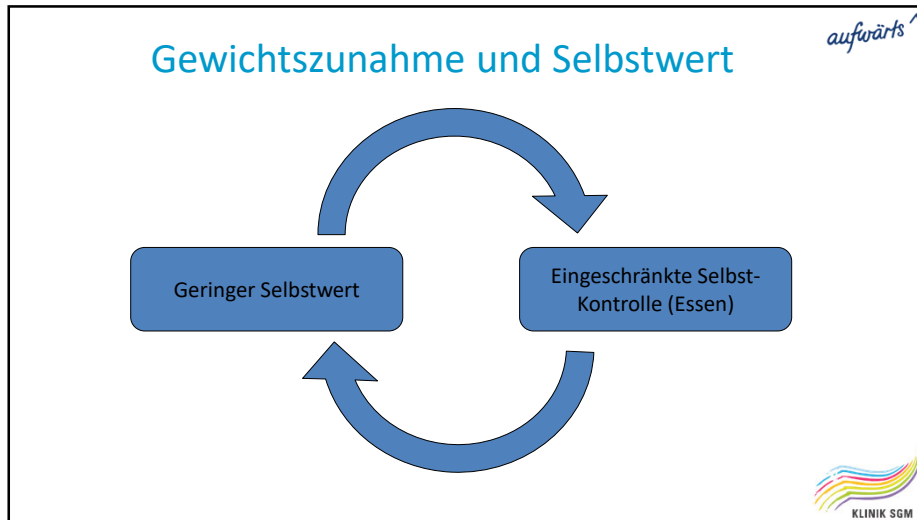 aufwärts
Gewichtszunahme und Selbstwert
Geringer Selbstwert
Eingeschränkte Selbst-
Kontrolle (Essen)
KLINIK SGM